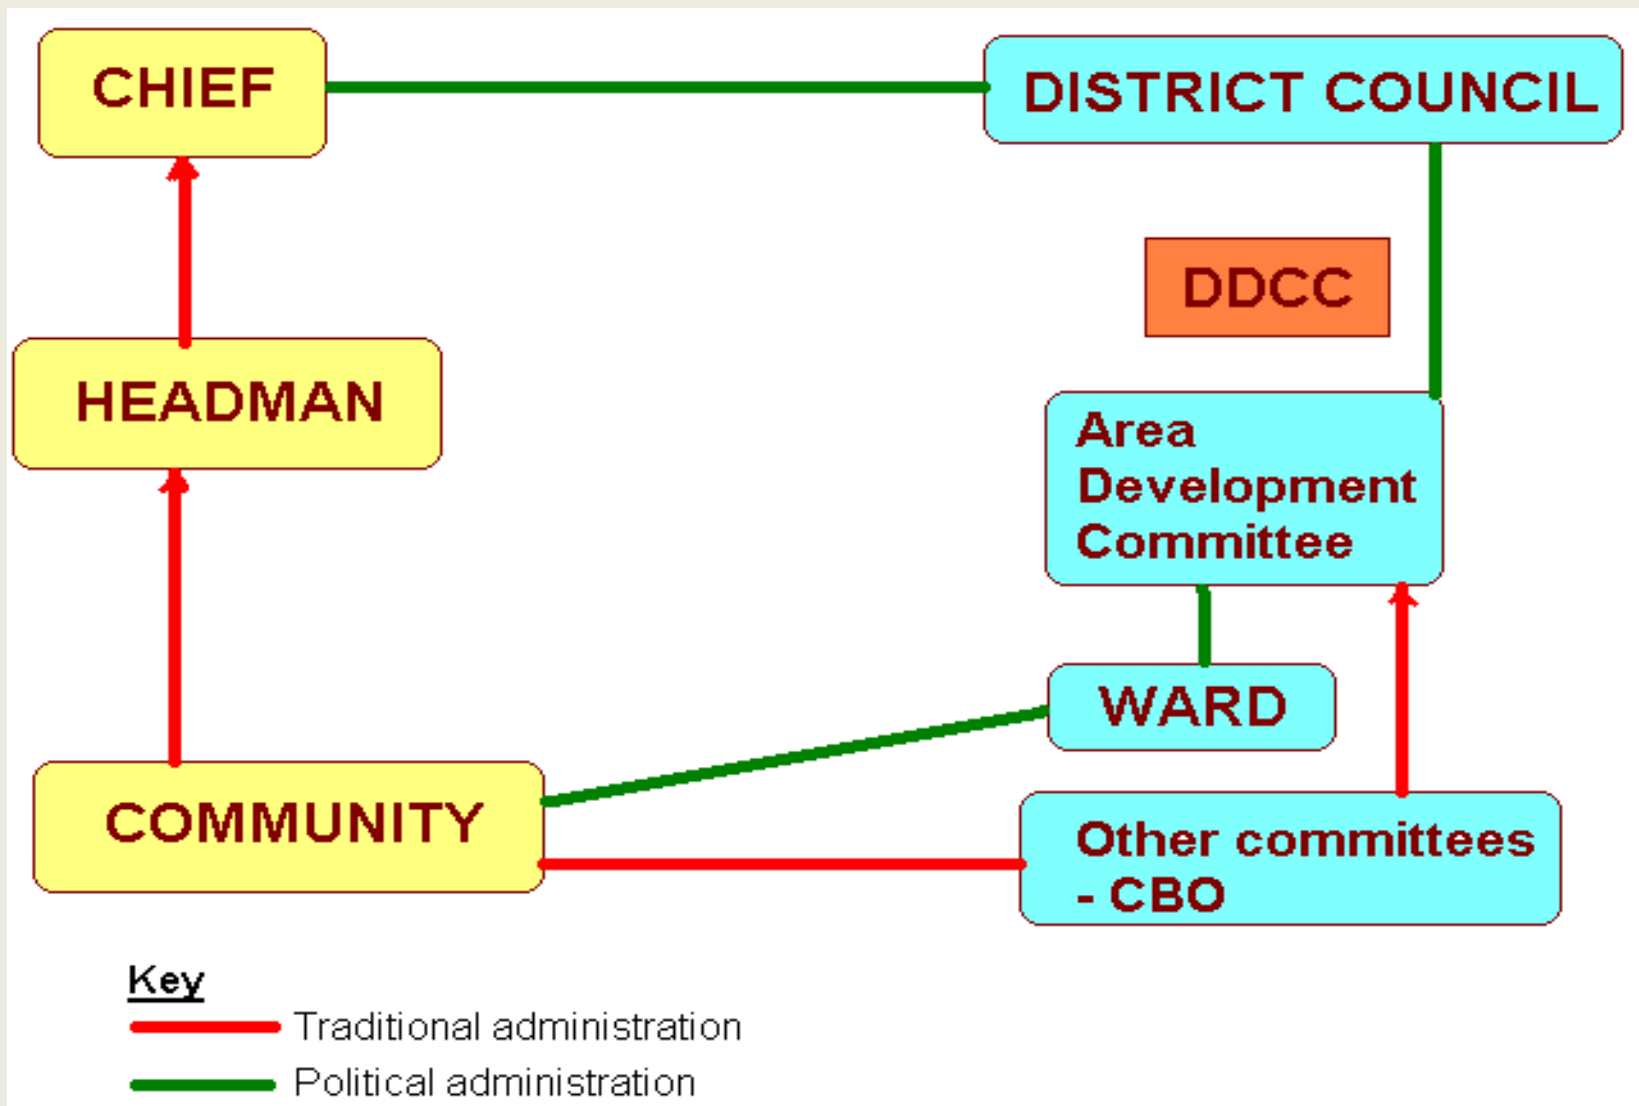 CHIEF
DISTRICT COUNCIL
DDCC
HEADMAN
Area
Development
Committee
WARD
COMMUNITY
Other committees
- CBO
Key
Traditional administration
Political administration